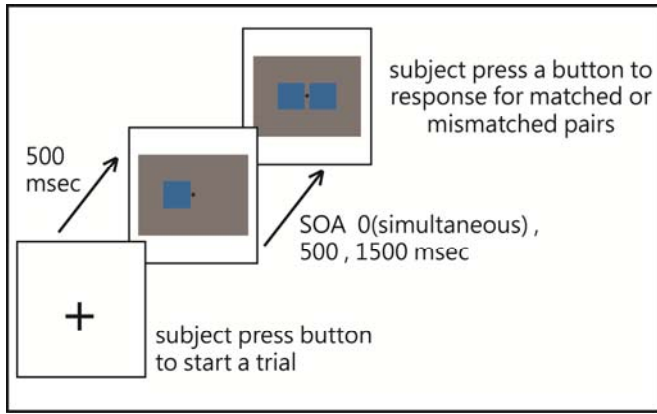 subject press a button to
response for matched or
mismatched pairs
500
msec
SOA 0(simultaneous) ,
500 , 1500 msec
subject press button
to start a trial